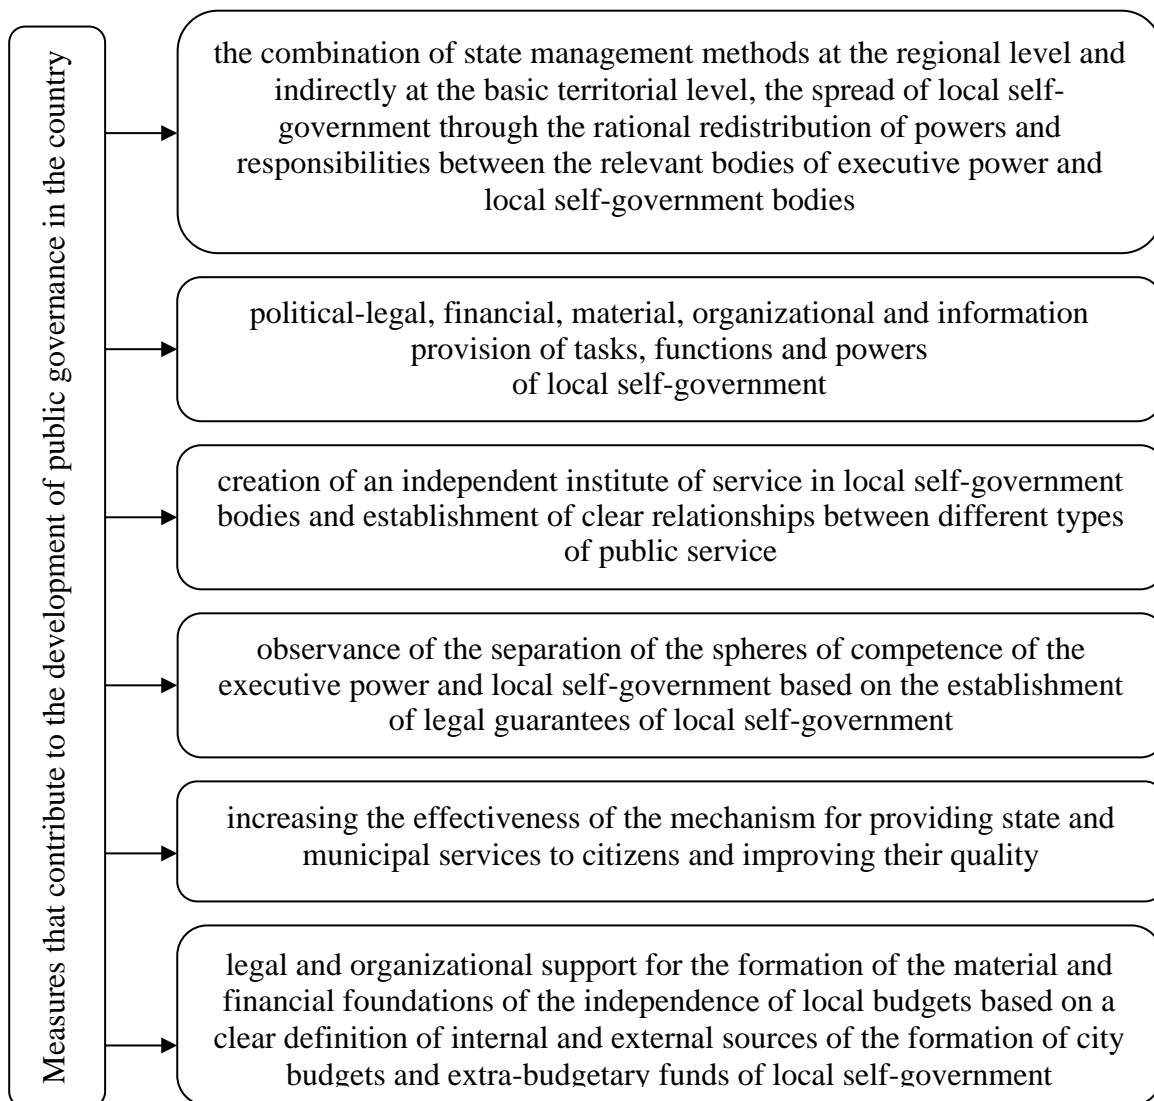 Measures that contribute to the development of public governance in the country
the combination of state management methods at the regional level and
indirectly at the basic territorial level, the spread of local self-
government through the rational redistribution of powers and
responsibilities between the relevant bodies of executive power and
local self-government bodies
political-legal, financial, material, organizational and information
provision of tasks, functions and powers
of local self-government
creation of an independent institute of service in local self-government
bodies and establishment of clear relationships between different types
of public service
observance of the separation of the spheres of competence of the
executive power and local self-government based on the establishment
of legal guarantees of local self-government
increasing the effectiveness of the mechanism for providing state and
municipal services to citizens and improving their quality
legal and organizational support for the formation of the material and
financial foundations of the independence of local budgets based on a
clear definition of internal and external sources of the formation of city
budgets and extra-budgetary funds of local self-government